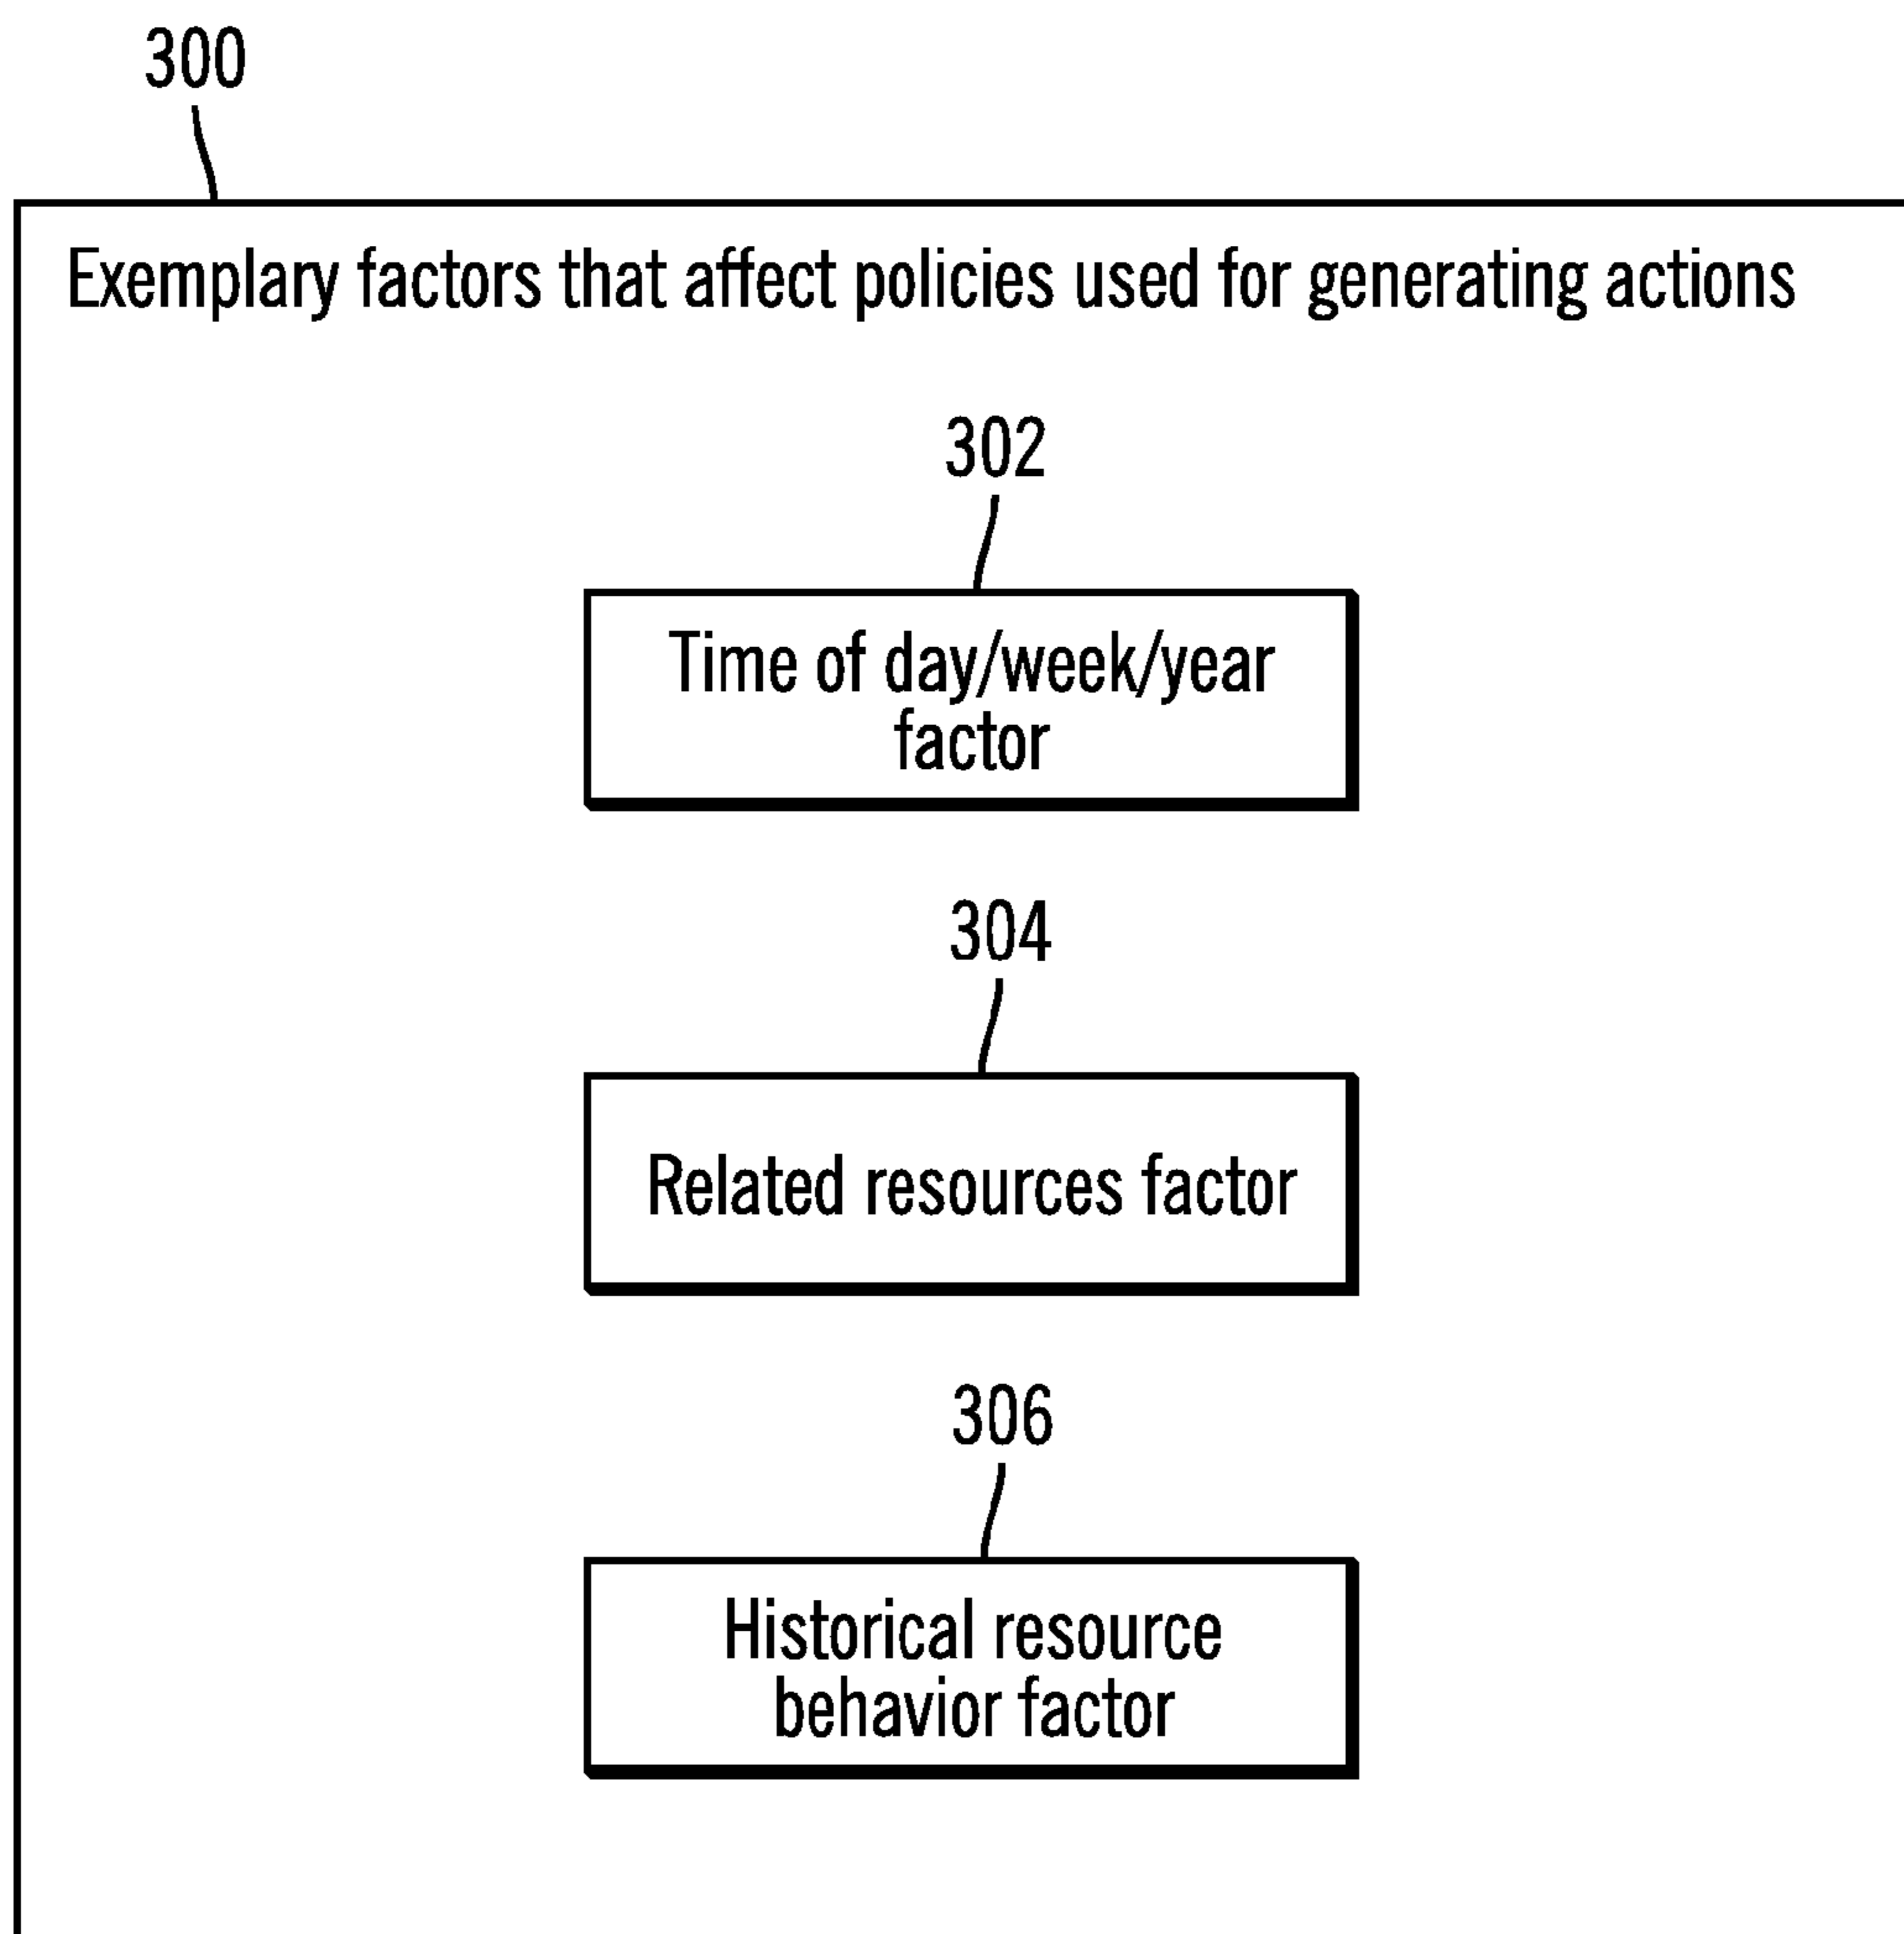 300
Exemplary factors that affect policies used for generating actions
302
Time of day/week/year
factor
304
Related resources factor
306
Historical resource
behavior factor